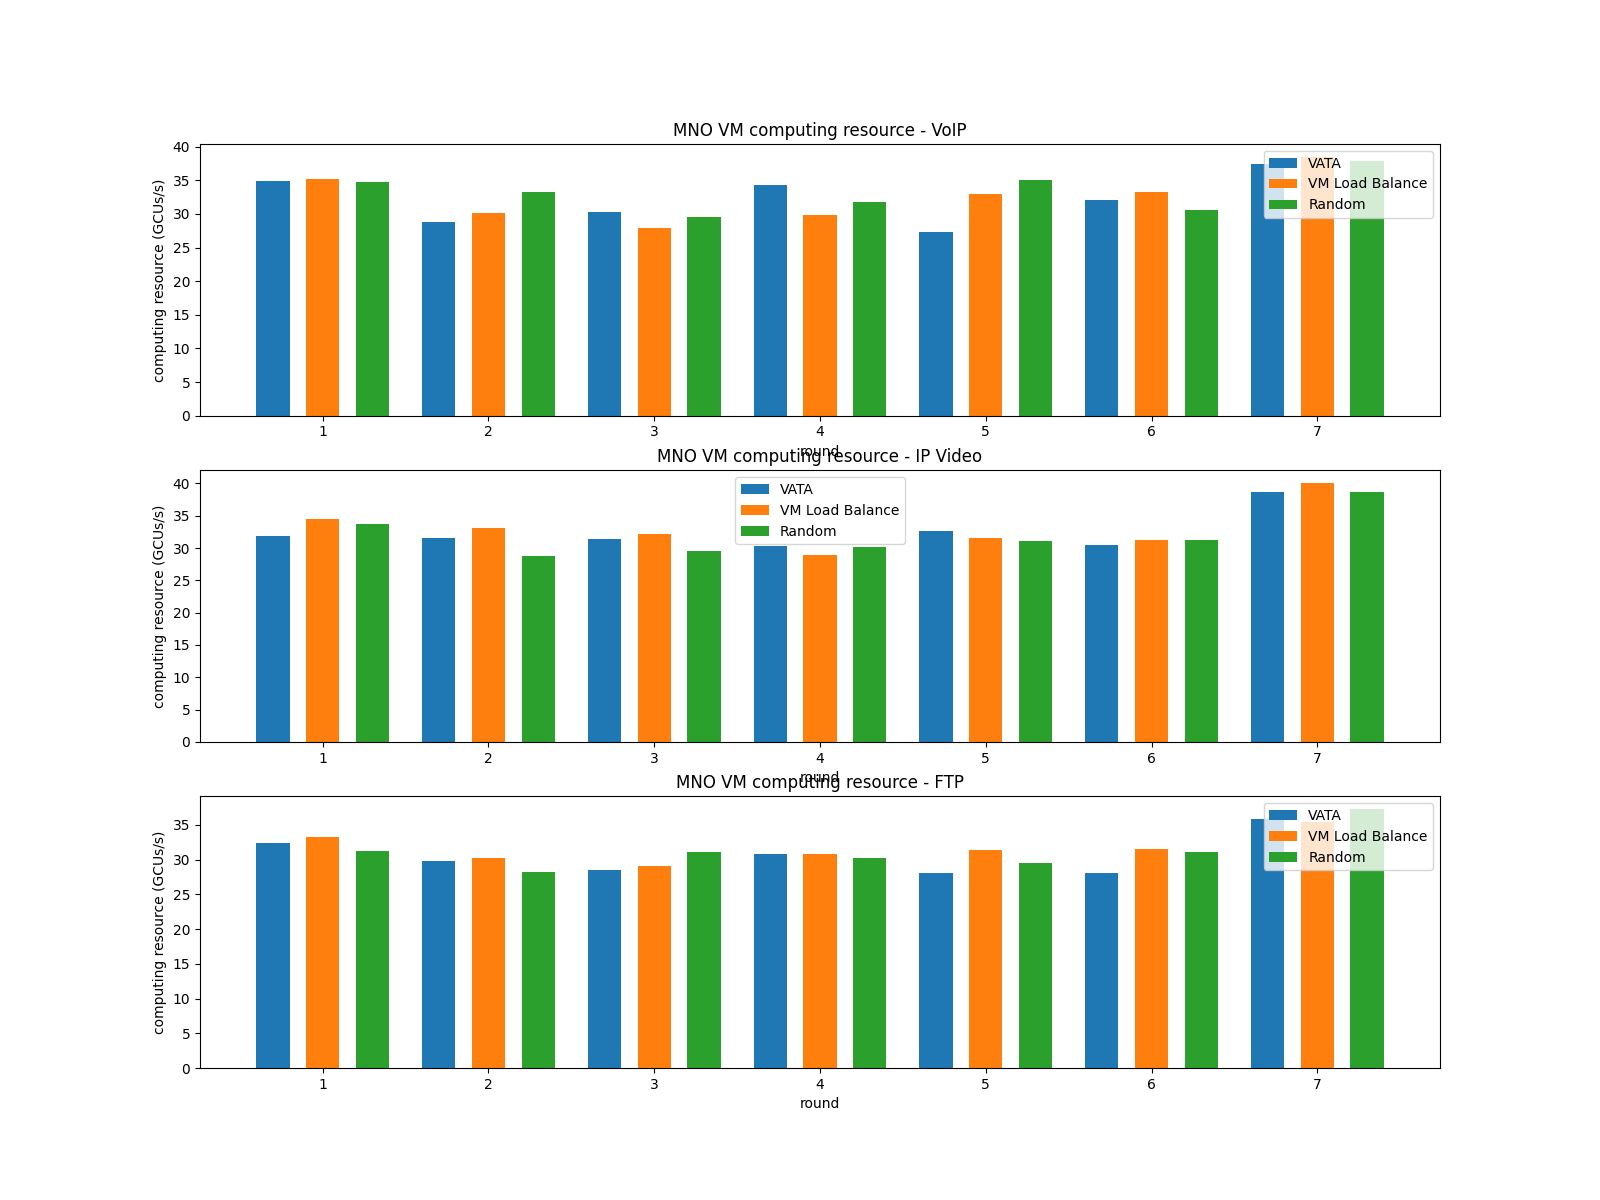 MNO VM computing resource - VoIP
computing resource (GCUs/s)
40
35
30
25
20
15
10
5
0
VATA
VM Load Balance
Random
1 2 3 4 5 6 7
round
MNO VM computing resource - IP Video
computing resource (GCUs/s)
40
35
30
25
20
15
10
5
0
VATA
VM Load Balance
Random
1 2 3 4 5 6 7
round
MNO VM computing resource - FTP
computing resource (GCUs/s)
35
30
25
20
15
10
5
0
VATA
VM Load Balance
Random
1 2 3 4 5 6 7
round